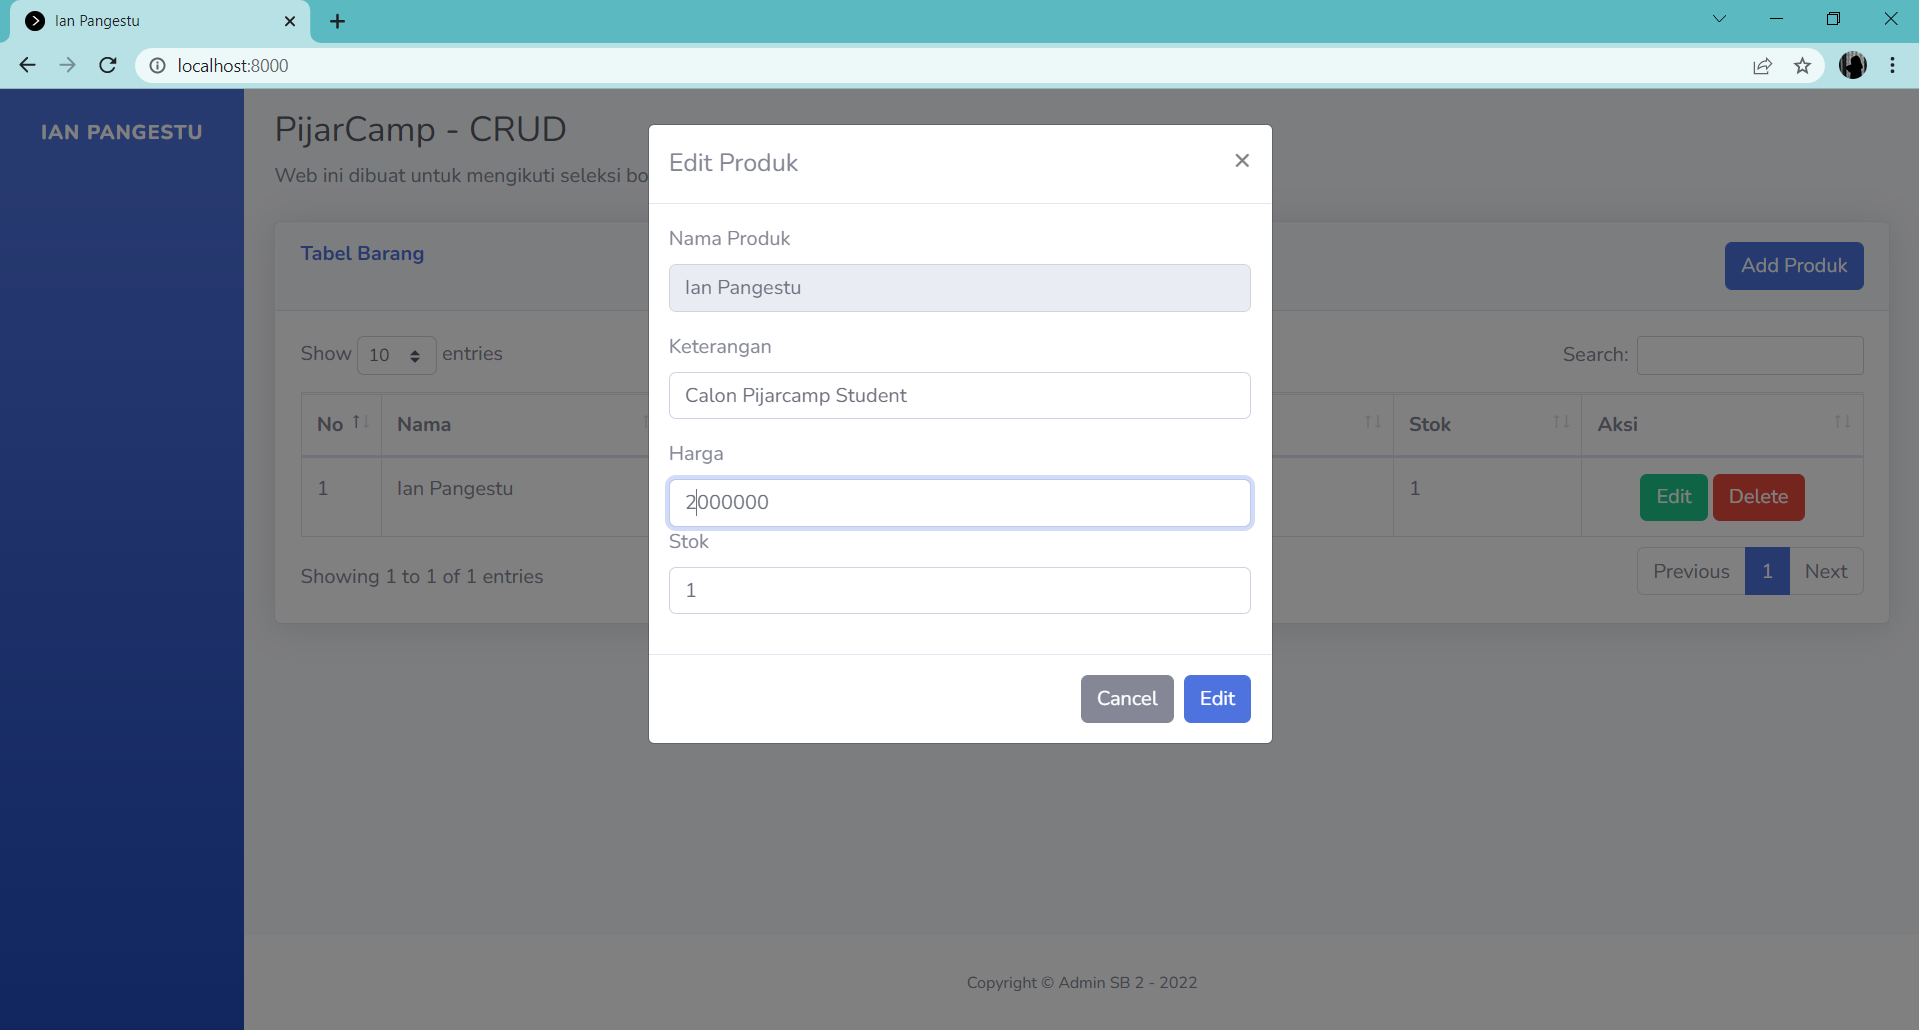 Ian Pangestu
localhost:8000
IAN PANGESTU
PijarCamp - CRUD
Web ini dibuat untuk mengikuti seleksi bo
Tabel Barang
Add Produk
Show 10 entries
Search:
No Nama Stok Aksi
1 Ian Pangestu 1 Edit Delete
Showing 1 to 1 of 1 entries
Previous 1 Next
Edit Produk
Nama Produk
Ian Pangestu
Keterangan
Calon Pijarcamp Student
Harga
2000000
Stok
1
Cancel Edit
Copyright © Admin SB 2 - 2022